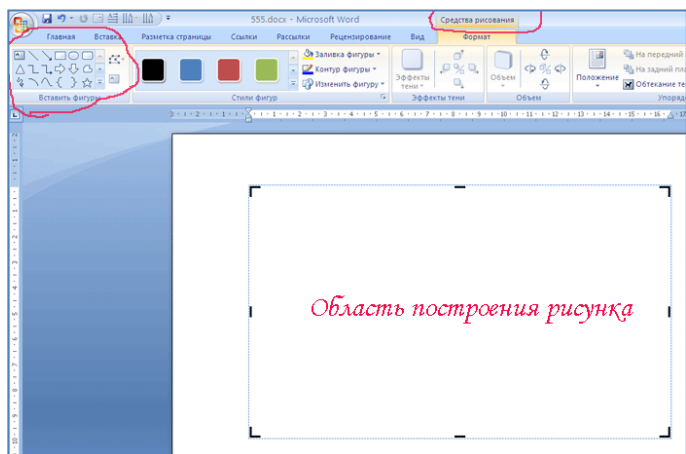 555.docx - Microsoft Word
Средства рисования
Главная Вставка Разметка страницы Ссылки Рассылки Рецензирование Вид Формат
Заливка фигуры
Контур фигуры
Изменить фигуру
Эффекты тени
Объем
Положение
На передний
На задний пла
Обтекание те
Вставить фигуры Стили фигур Эффекты тени Объем Упоряд
Область построения рисунка